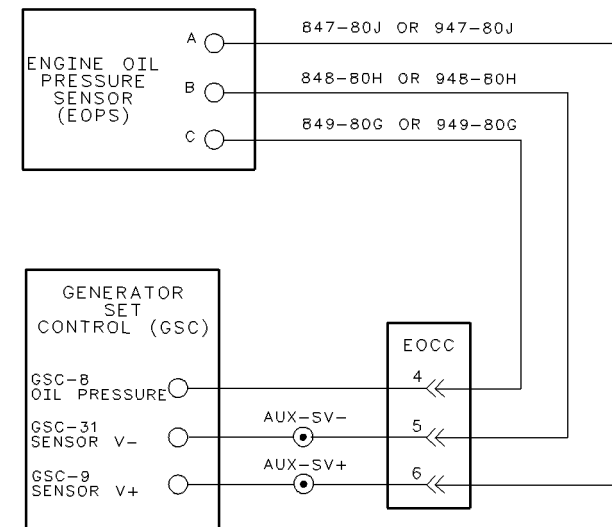 ENGINE OIL
PRESSURE
SENSOR
(EOPS)
A
847-80J OR 947-80J
B
848-80H OR 948-80H
C
849-80G OR 949-80G
GENERATOR
SET
CONTROL (GSC)
EOCC
GSC-8
OIL PRESSURE
4
GSC-31
SENSOR V-
AUX-SV-
5
GSC-9
SENSOR V+
AUX-SV+
6